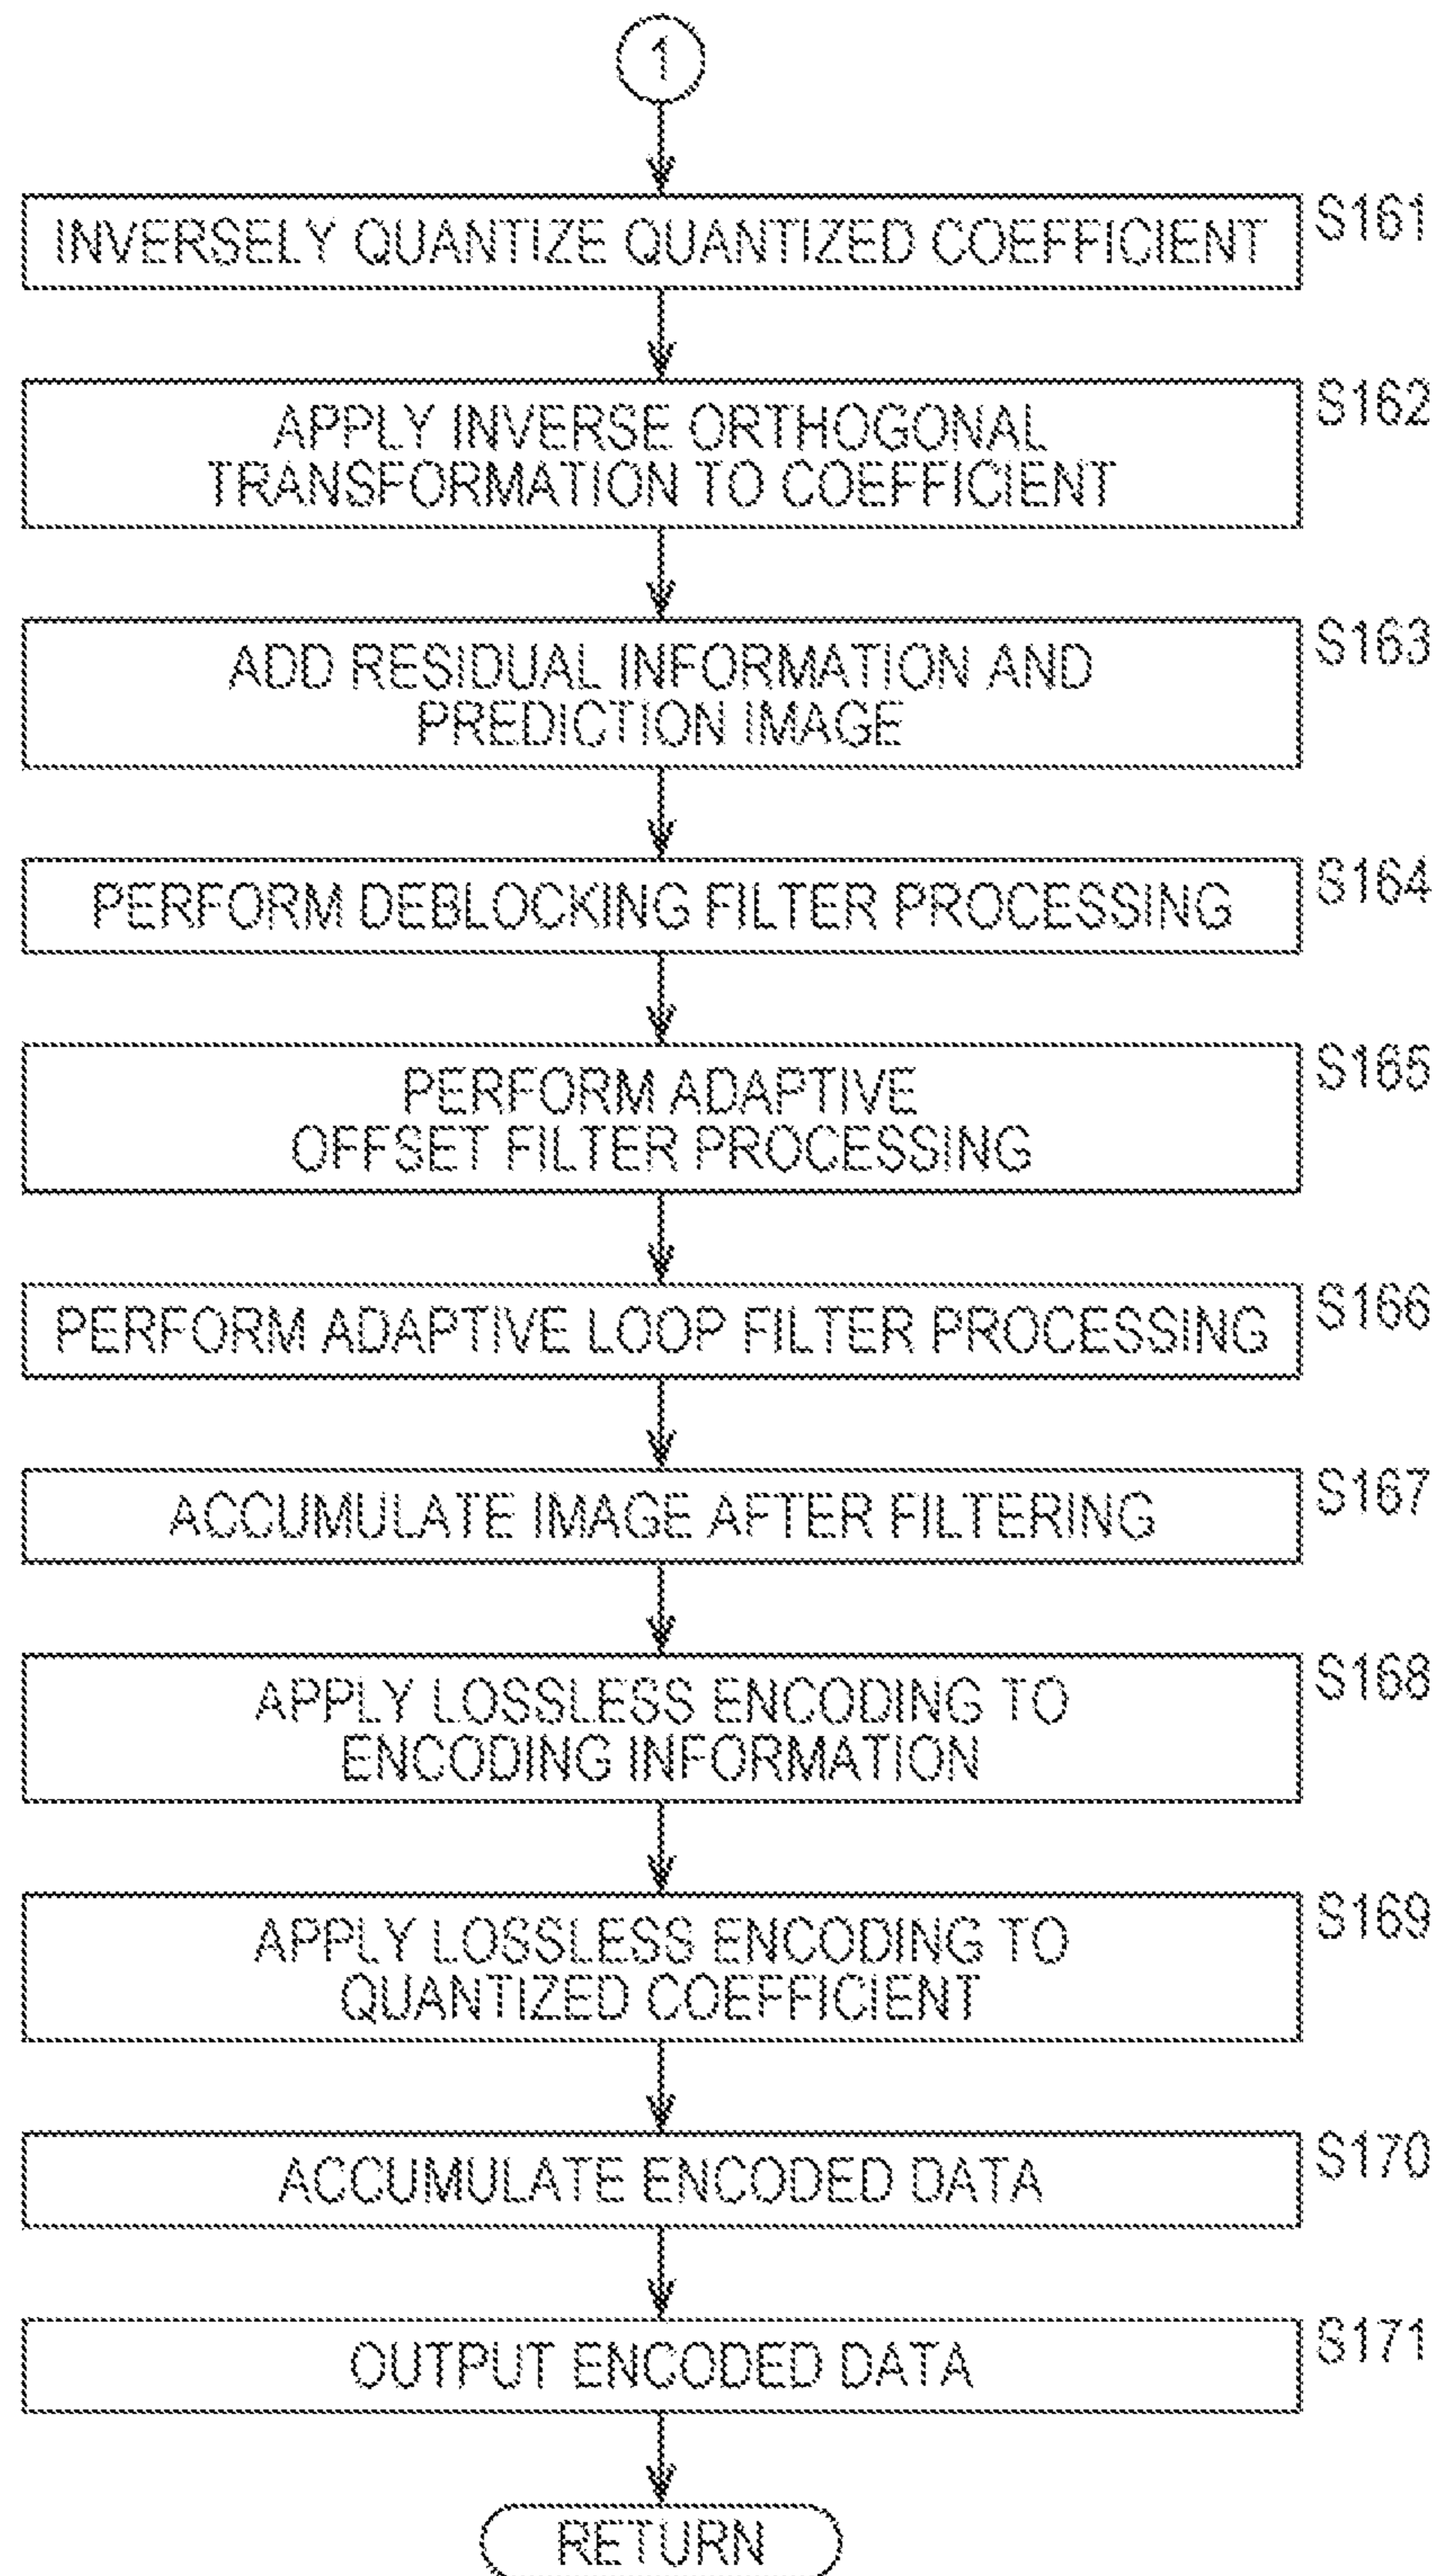 1
INVERSELY QUANTIZE QUANTIZED COEFFICIENT
S161
APPLY INVERSE ORTHOGONAL
TRANSFORMATION TO COEFFICIENT
S162
ADD RESIDUAL INFORMATION AND
PREDICTION IMAGE
S163
PERFORM DEBLOCKING FILTER PROCESSING
S164
PERFORM ADAPTIVE
OFFSET FILTER PROCESSING
S165
PERFORM ADAPTIVE LOOP FILTER PROCESSING
S166
ACCUMULATE IMAGE AFTER FILTERING
S167
APPLY LOSSLESS ENCODING TO
ENCODING INFORMATION
S168
APPLY LOSSLESS ENCODING TO
QUANTIZED COEFFICIENT
S169
ACCUMULATE ENCODED DATA
S170
OUTPUT ENCODED DATA
S171
RETURN